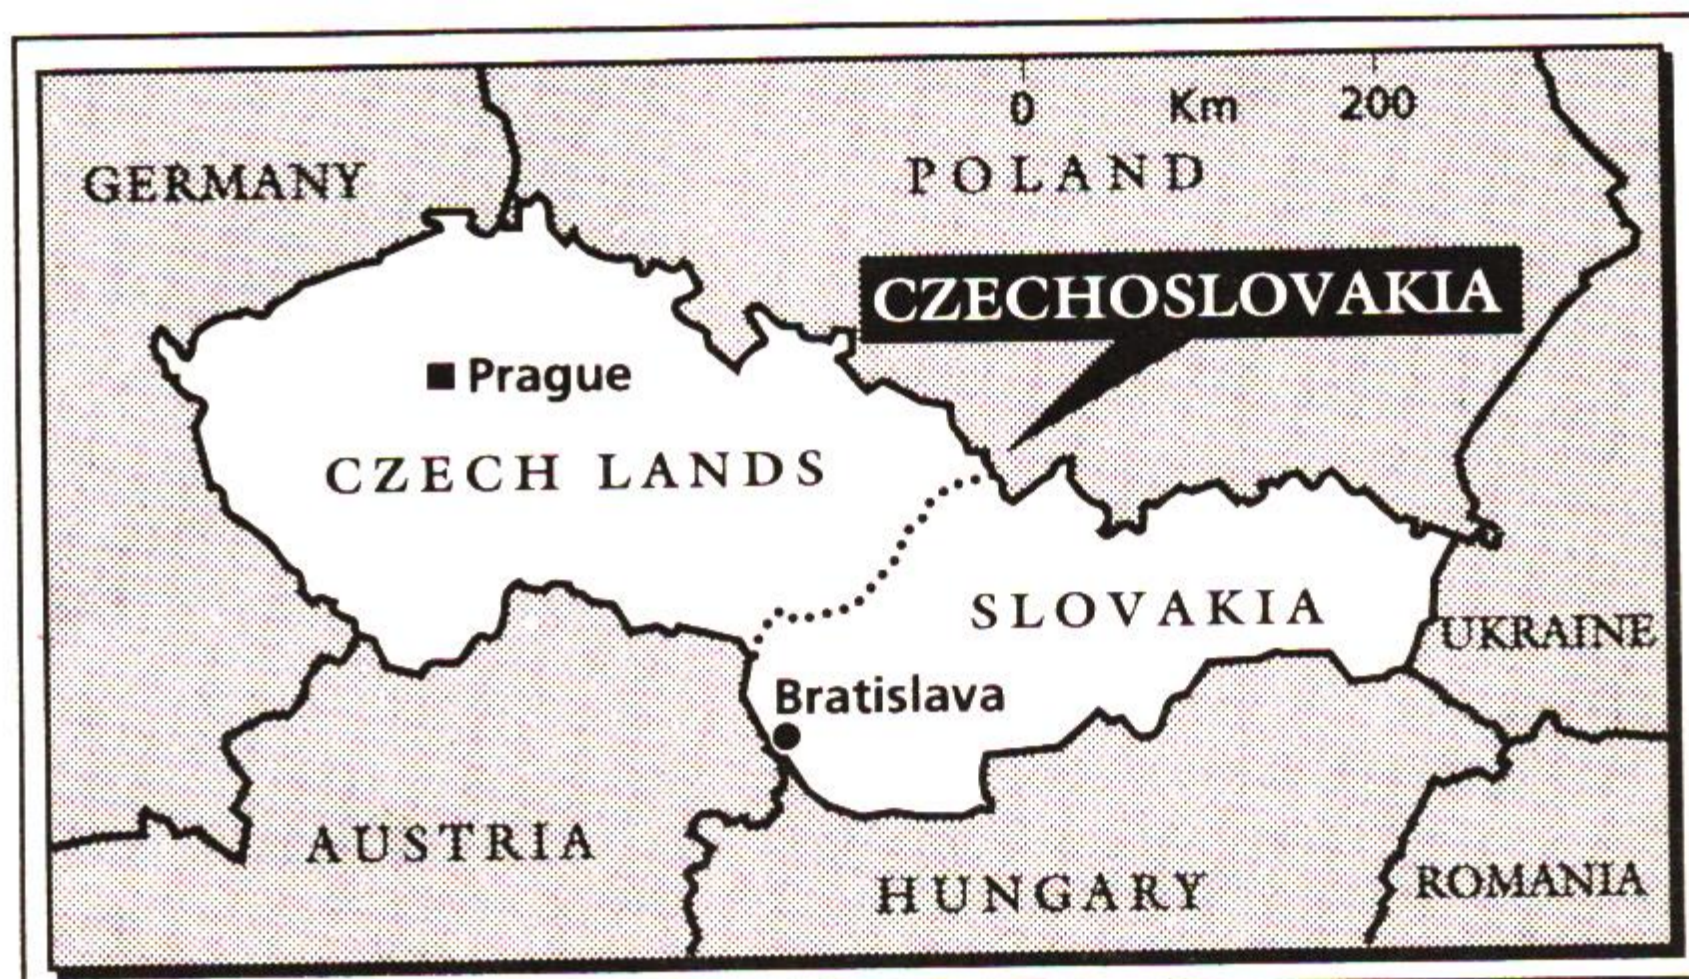 0 Km 200
GERMANY
POLAND
CZECHOSLOVAKIA
Prague
CZECH LANDS
SLOVAKIA
UKRAINE
Bratislava
AUSTRIA
HUNGARY
ROMANIA